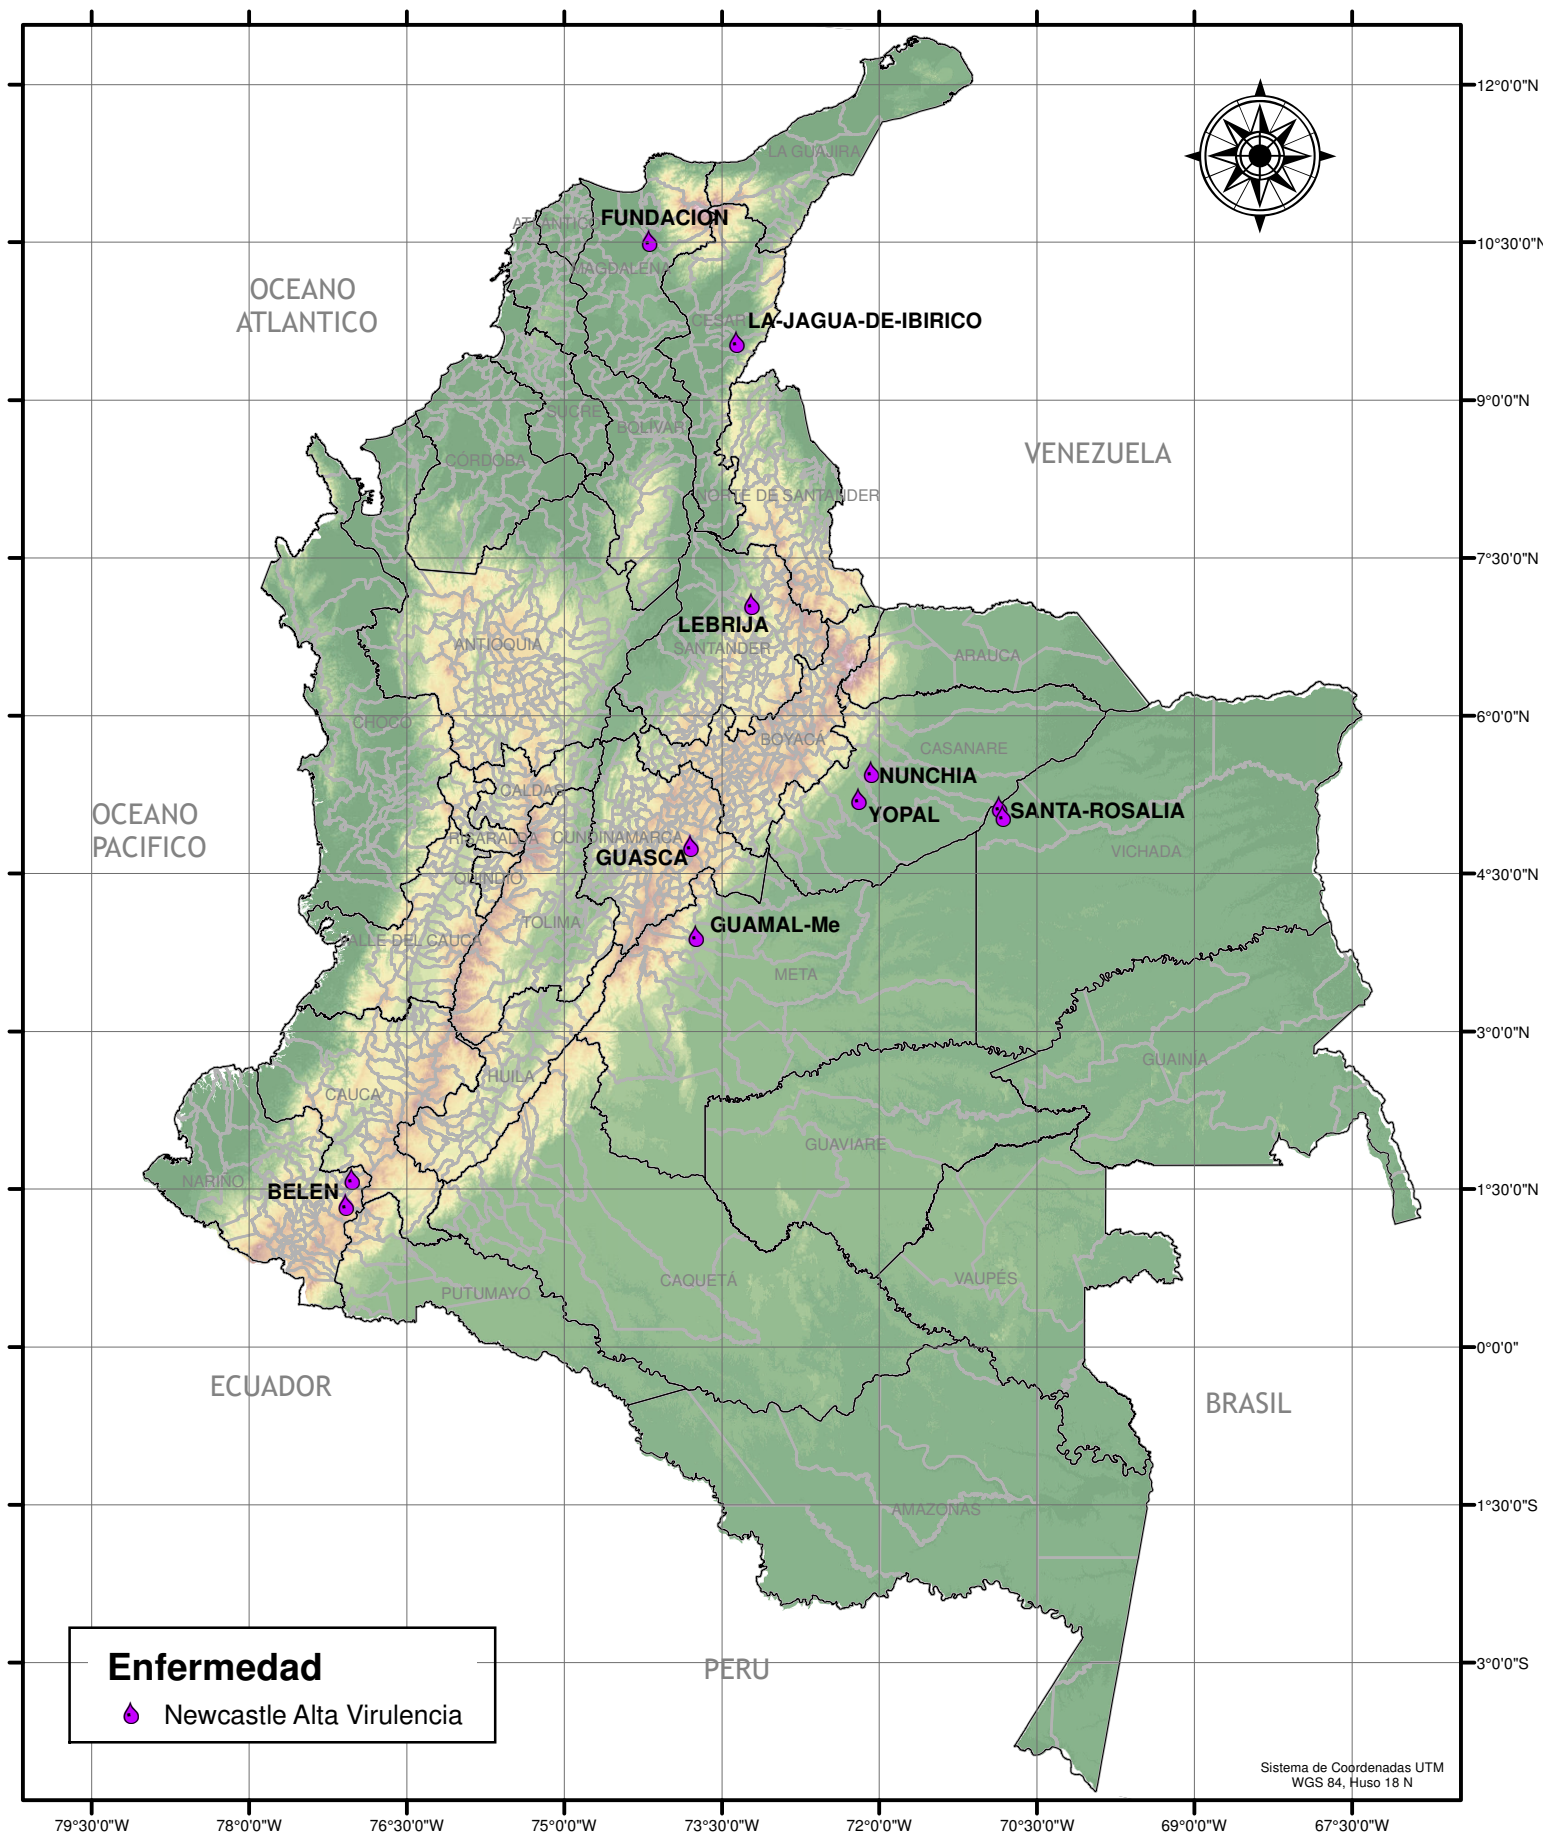 12°0'0"N
LA GUAJIRA
ATLANTICO
FUNDACION
10°30'0"N
MAGDALENA
OCEANO
ATLANTICO
CESAR
LA-JAGUA-DE-IBIRICO
9°0'0"N
SUCRE
BOLÍVAR
VENEZUELA
CÓRDOBA
NORTE DE SANTANDER
7°30'0"N
LEBRIJA
ANTIOQUIA
SANTANDER
ARAUCA
6°0'0"N
CHOCO
BOYACÁ
CASANARE
NUNCHIA
CALDAS
OCEANO
PACIFICO
YOPAL
SANTA-ROSALIA
RISARALDA
CUNDINAMARCA
GUASCA
VICHADA
4°30'0"N
QUINDIO
TOLIMA
GUAMAL-Me
VALLE DEL CAUCA
META
3°0'0"N
GUAINIA
HUILA
CAUCA
GUAVIARE
NARIÑO
BELEN
1°30'0"N
CAQUETÁ
VAUPÉS
PUTUMAYO
0°0'0"
ECUADOR
BRASIL
AMAZONAS
1°30'0"S
PERU
3°0'0"S
Enfermedad
Newcastle Alta Virulencia
Sistema de Coordenadas UTM
WGS 84, Huso 18 N
79°30'0"W
78°0'0"W
76°30'0"W
75°0'0"W
73°30'0"W
72°0'0"W
70°30'0"W
69°0'0"W
67°30'0"W